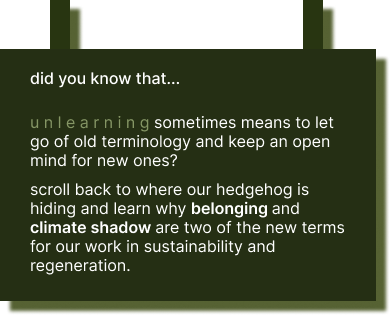 did you know that...
unlearning sometimes means to let
go of old terminology and keep an open
mind for new ones?
scroll back to where our hedgehog is
hiding and learn why belonging and
climate shadow are two of the new terms
for our work in sustainability and
regeneration.